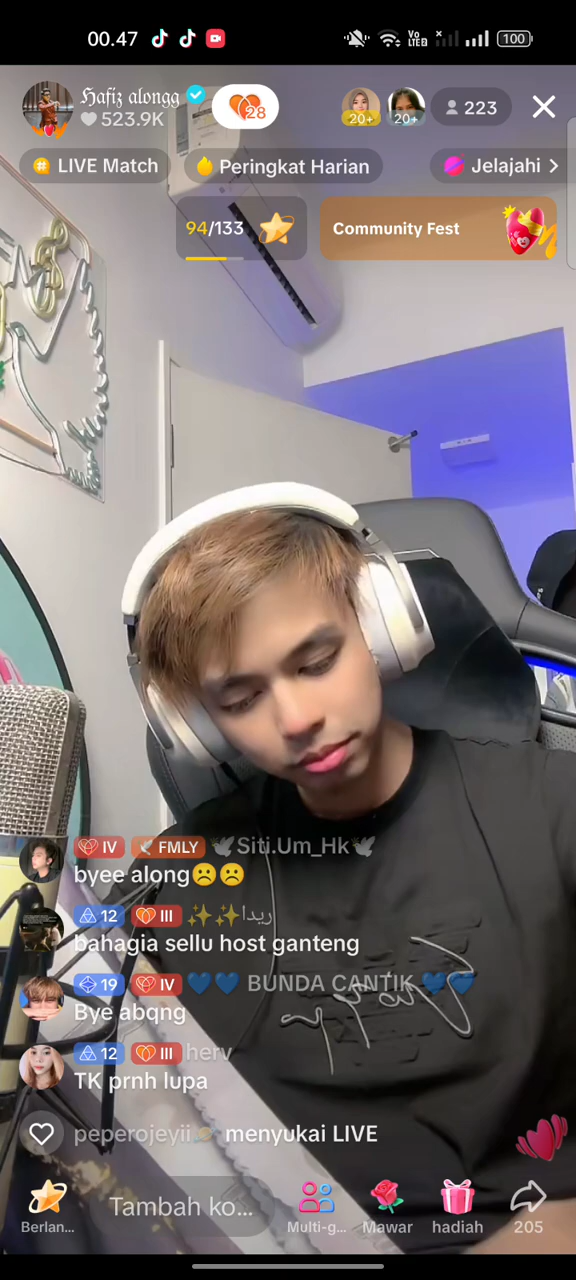 00.47
Vo
LTE2
100
Hafiz alongg
523.9K
28
20+
20+
223
LIVE Match
Peringkat Harian
Jelajahi
94/133
Community Fest
IV FMLY 🕊Siti.Um_Hk🕊
byee along☹️☹️
12 III ✨✨ريدا
bahagia sellu host ganteng
19 IV 💙💙 BUNDA CANTIK 💙💙
Bye abqng
12 III herv
TK prnh lupa
peperojeyii menyukai LIVE
Berlan...
Tambah ko...
Multi-g...
Mawar
hadiah
205